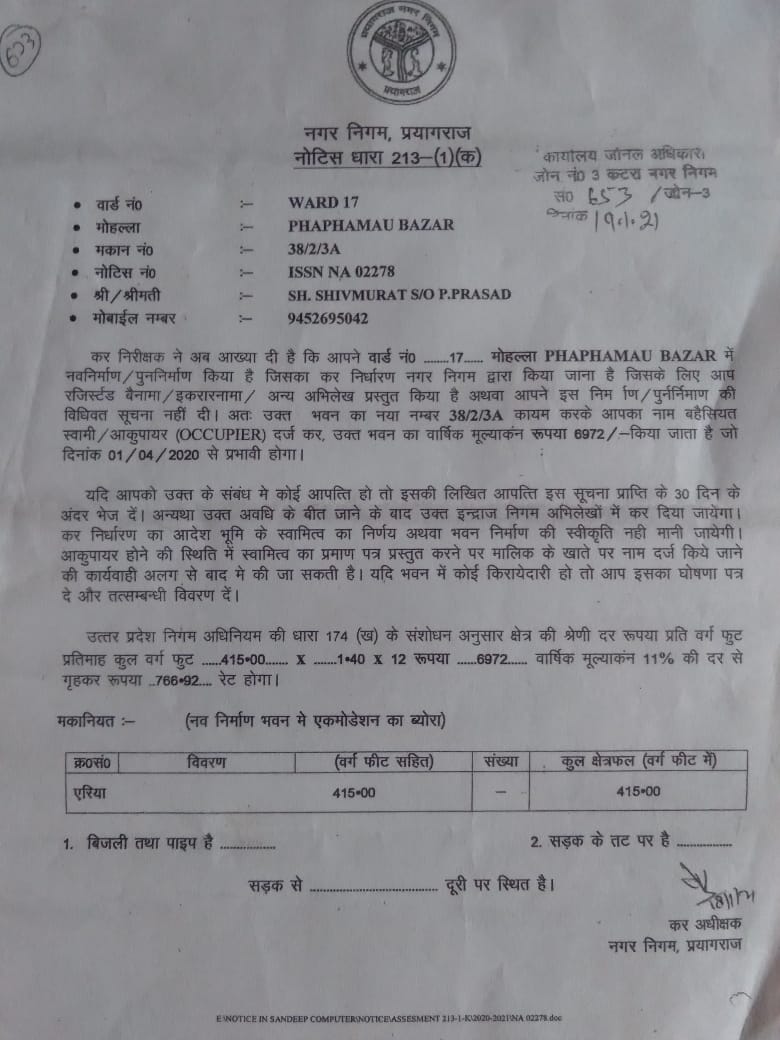 623
प्रयागराज नगर निगम
प्रयागराज
नगर निगम, प्रयागराज
नोटिस धारा 213–(1)(क)
कार्यालय जोनल अधिकारी
जोन नं0 3 कटरा नगर निगम
सं0 653 /जोन-3
दिनांक 19.1.21
• वार्ड नं0 :– WARD 17
• मोहल्ला :– PHAPHAMAU BAZAR
• मकान नं0 :– 38/2/3A
• नोटिस नं0 :– ISSN NA 02278
• श्री/श्रीमती :– SH. SHIVMURAT S/O P.PRASAD
• मोबाईल नम्बर :– 9452695042
कर निरीक्षक ने अब आख्या दी है कि आपने वार्ड नं0 ........17...... मोहल्ला PHAPHAMAU BAZAR में
नवनिर्माण/पुननिर्माण किया है जिसका कर निर्धारण नगर निगम द्वारा किया जाना है जिसके लिए आप
रजिस्टर्ड बैनामा/इकरारनामा/ अन्य अभिलेख प्रस्तुत किया है अथवा आपने इस निम र्ाण/पुर्निर्माण की
विधिवत सूचना नहीं दी। अतः उक्त भवन का नया नम्बर 38/2/3A कायम करके आपका नाम बहैसियत
स्वामी/आकुपायर (OCCUPIER) दर्ज कर, उक्त भवन का वार्षिक मूल्याकंन रूपया 6972/–किया जाता है जो
दिनांक 01/04/2020 से प्रभावी होगा।
यदि आपको उक्त के संबंध मे कोई आपत्ति हो तो इसकी लिखित आपत्ति इस सूचना प्राप्ति के 30 दिन के
अंदर भेज दें। अन्यथा उक्त अवधि के बीत जाने के बाद उक्त इन्द्राज निगम अभिलेखों में कर दिया जायेगा।
कर निर्धारण का आदेश भूमि के स्वामित्व का निर्णय अथवा भवन निर्माण की स्वीकृति नही मानी जायेगी।
आकुपायर होने की स्थिति में स्वामित्व का प्रमाण पत्र प्रस्तुत करने पर मालिक के खाते पर नाम दर्ज किये जाने
की कार्यवाही अलग से बाद मे की जा सकती है। यदि भवन में कोई किरायेदारी हो तो आप इसका घोषणा पत्र
दे और तत्सम्बन्धी विवरण दें।
उत्तर प्रदेश निगम अधिनियम की धारा 174 (ख) के संशोधन अनुसार क्षेत्र की श्रेणी दर रूपया प्रति वर्ग फुट
प्रतिमाह कुल वर्ग फुट ......415•00....... X .......1•40 X 12 रूपया ......6972...... वार्षिक मूल्याकंन 11% की दर से
गृहकर रूपया ..766•92.... रेट होगा।
मकानियत :– (नव निर्माण भवन मे एकमोडेशन का ब्योरा)
क्र0सं0 विवरण (वर्ग फीट सहित) संख्या कुल क्षेत्रफल (वर्ग फीट में)
एरिया 415•00 – 415•00
1. बिजली तथा पाइप है ............... 2. सड़क के तट पर है ...............
सड़क से .................................. दूरी पर स्थित है।
कर अधीक्षक
नगर निगम, प्रयागराज
E:\NOTICE IN SANDEEP COMPUTER\NOTICE\ASSESMENT 213-1-K\2020-2021\NA 02278.doc